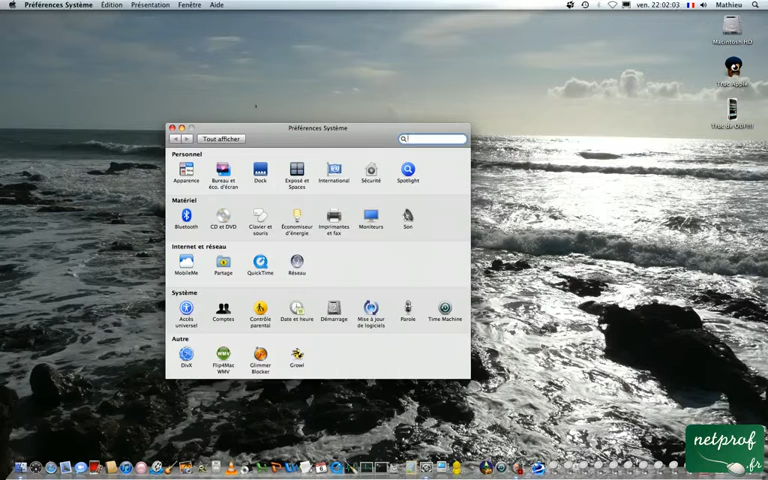 Préférences Système Édition Présentation Fenêtre Aide ven. 22:02:03 Mathieu
Macintosh HD
Truc Apple
Préférences Système
Tout afficher
Personnel
Apparence Bureau et éco. d'écran Dock Exposé et Spaces International Sécurité Spotlight
Matériel
Bluetooth CD et DVD Clavier et souris Économiseur d'énergie Imprimantes et fax Moniteurs Son
Internet et réseau
MobileMe Partage QuickTime Réseau
Système
Accès universel Comptes Contrôle parental Date et heure Démarrage Mise à jour de logiciels Parole Time Machine
Autre
DivX Flip4Mac WMV Glimmer Blocker Growl
netprof
.fr